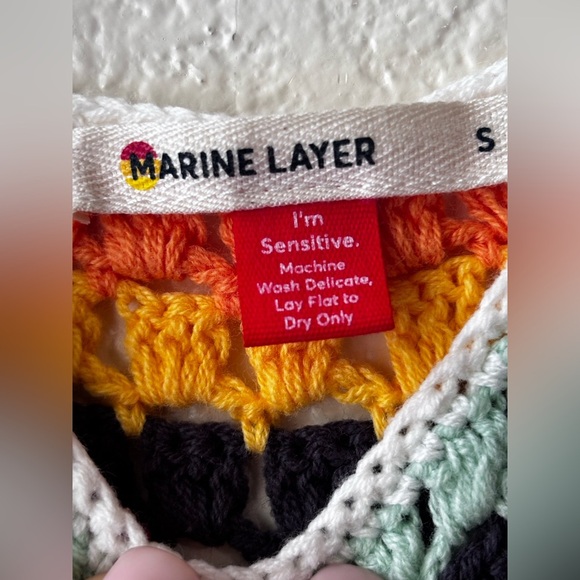 MARINE LAYER S
I'm
Sensitive.
Machine
Wash Delicate,
Lay Flat to
Dry Only